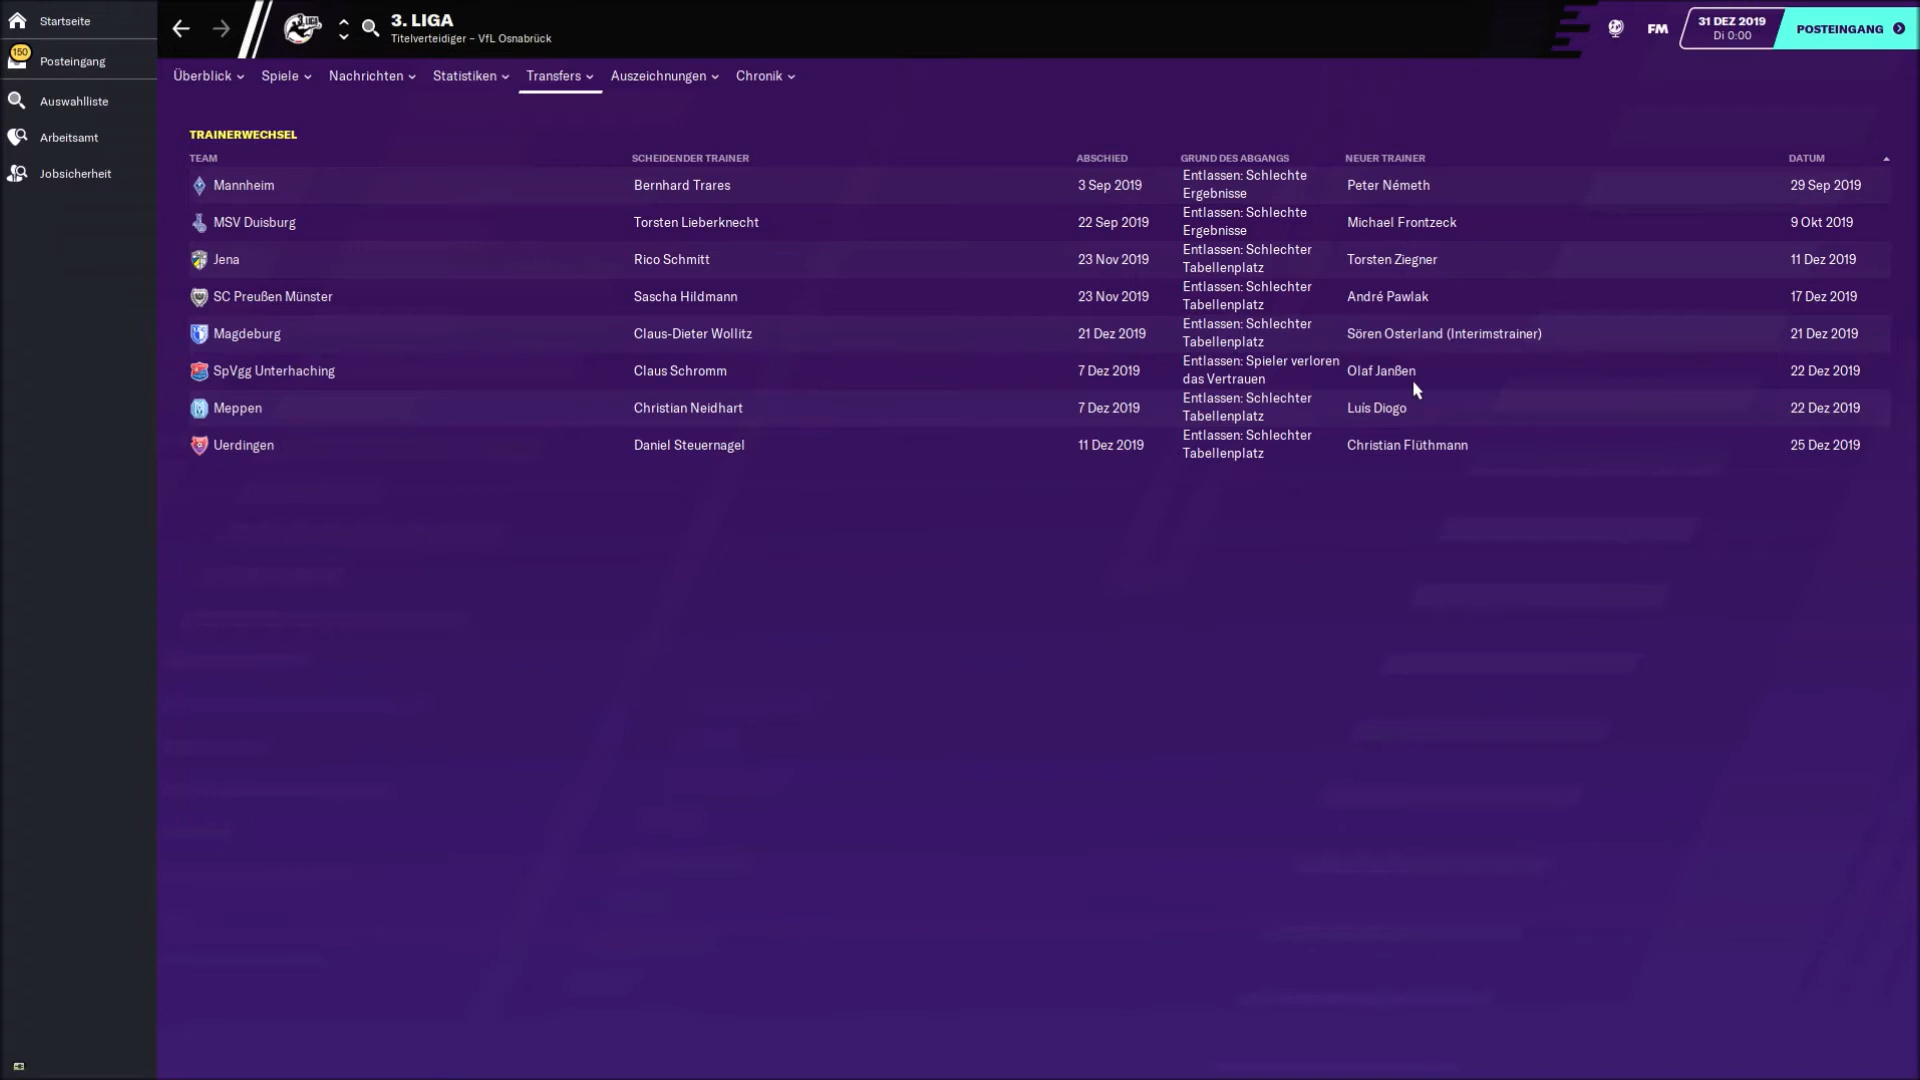 Startseite
150
Posteingang
Auswahlliste
Arbeitsamt
Jobsicherheit
3. LIGA
Titelverteidiger – VfL Osnabrück
FM
31 DEZ 2019
Di 0:00
POSTEINGANG
Überblick Spiele Nachrichten Statistiken Transfers Auszeichnungen Chronik
TRAINERWECHSEL
TEAM SCHEIDENDER TRAINER ABSCHIED GRUND DES ABGANGS NEUER TRAINER DATUM
Mannheim Bernhard Trares 3 Sep 2019 Entlassen: Schlechte Ergebnisse Peter Németh 29 Sep 2019
MSV Duisburg Torsten Lieberknecht 22 Sep 2019 Entlassen: Schlechte Ergebnisse Michael Frontzeck 9 Okt 2019
Jena Rico Schmitt 23 Nov 2019 Entlassen: Schlechter Tabellenplatz Torsten Ziegner 11 Dez 2019
SC Preußen Münster Sascha Hildmann 23 Nov 2019 Entlassen: Schlechter Tabellenplatz André Pawlak 17 Dez 2019
Magdeburg Claus-Dieter Wollitz 21 Dez 2019 Entlassen: Schlechter Tabellenplatz Sören Osterland (Interimstrainer) 21 Dez 2019
SpVgg Unterhaching Claus Schromm 7 Dez 2019 Entlassen: Spieler verloren das Vertrauen Olaf Janßen 22 Dez 2019
Meppen Christian Neidhart 7 Dez 2019 Entlassen: Schlechter Tabellenplatz Luís Diogo 22 Dez 2019
Uerdingen Daniel Steuernagel 11 Dez 2019 Entlassen: Schlechter Tabellenplatz Christian Flüthmann 25 Dez 2019